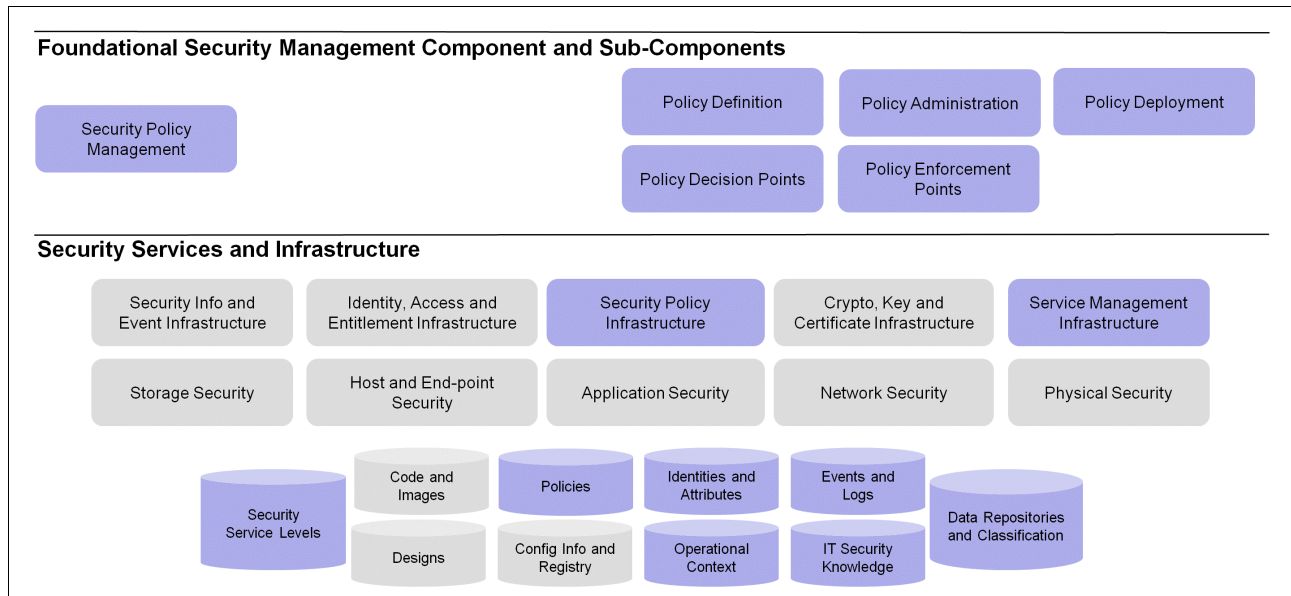 Foundational Security Management Component and Sub-Components
Security Policy
Management
Policy Definition
Policy Administration
Policy Deployment
Policy Decision Points
Policy Enforcement
Points
Security Services and Infrastructure
Security Info and
Event Infrastructure
Identity, Access and
Entitlement Infrastructure
Security Policy
Infrastructure
Crypto, Key and
Certificate Infrastructure
Service Management
Infrastructure
Storage Security
Host and End-point
Security
Application Security
Network Security
Physical Security
Security
Service Levels
Code and
Images
Policies
Identities and
Attributes
Events and
Logs
Data Repositories
and Classification
Designs
Config Info and
Registry
Operational
Context
IT Security
Knowledge